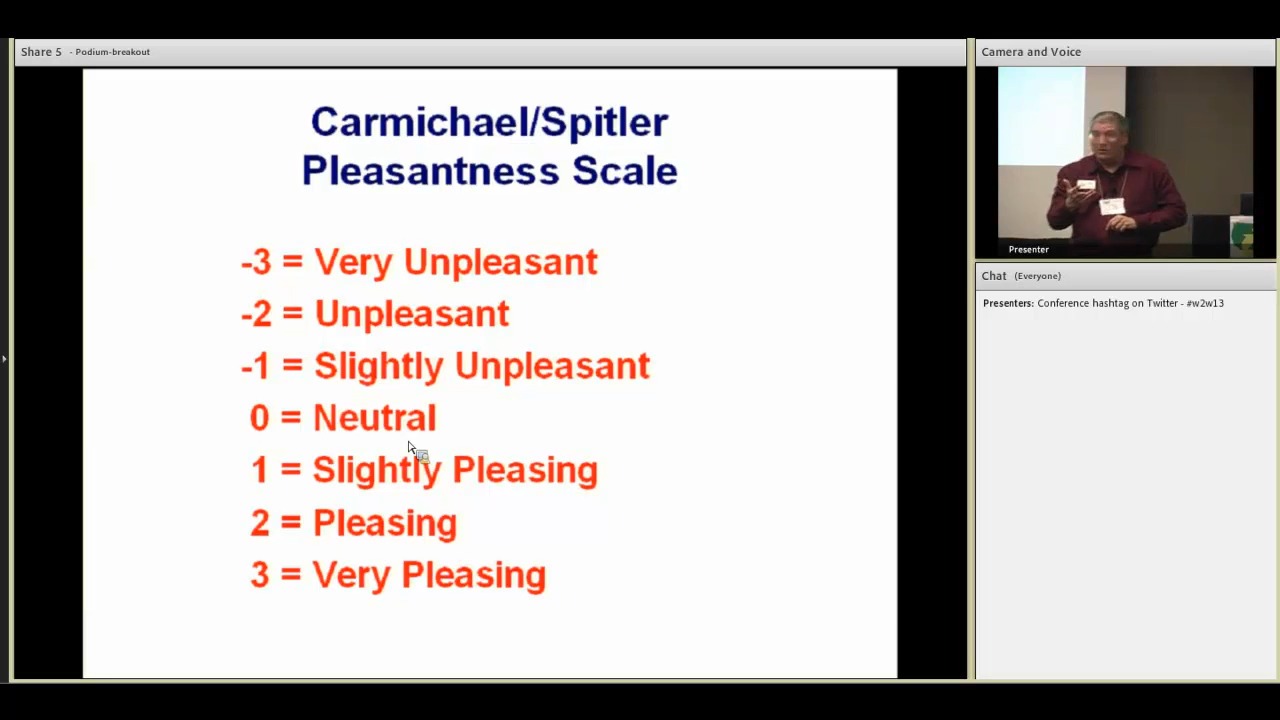 Share 5 - Podium-breakout
Carmichael/Spitler
Pleasantness Scale
-3 = Very Unpleasant
-2 = Unpleasant
-1 = Slightly Unpleasant
0 = Neutral
1 = Slightly Pleasing
2 = Pleasing
3 = Very Pleasing
Camera and Voice
Presenter
Chat (Everyone)
Presenters: Conference hashtag on Twitter - #w2w13